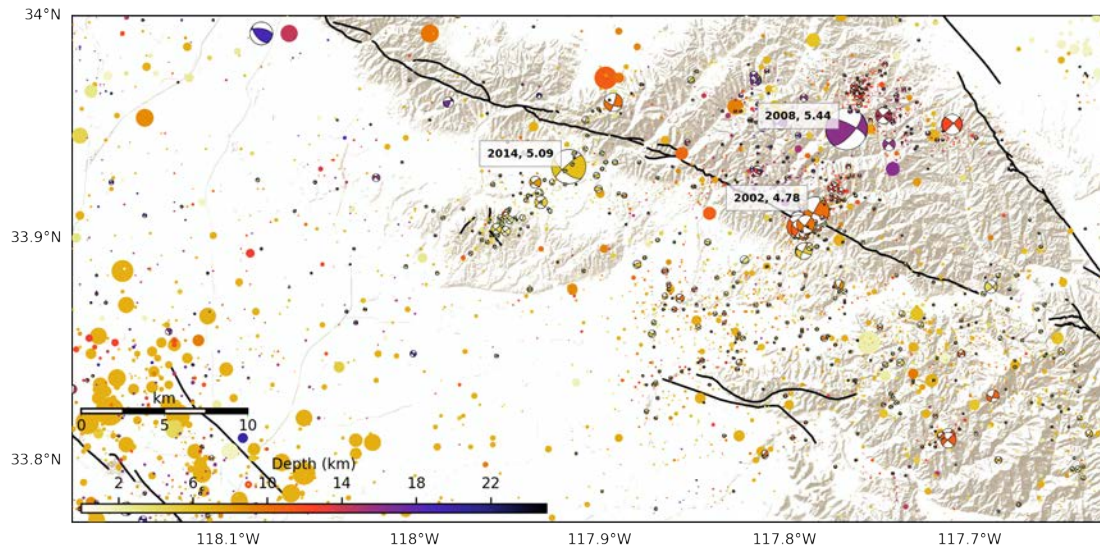 34°N
2008, 5.44
2014, 5.09
2002, 4.78
33.9°N
km
0 5 10
33.8°N
Depth (km)
2 6 10 14 18 22
118.1°W 118°W 117.9°W 117.8°W 117.7°W